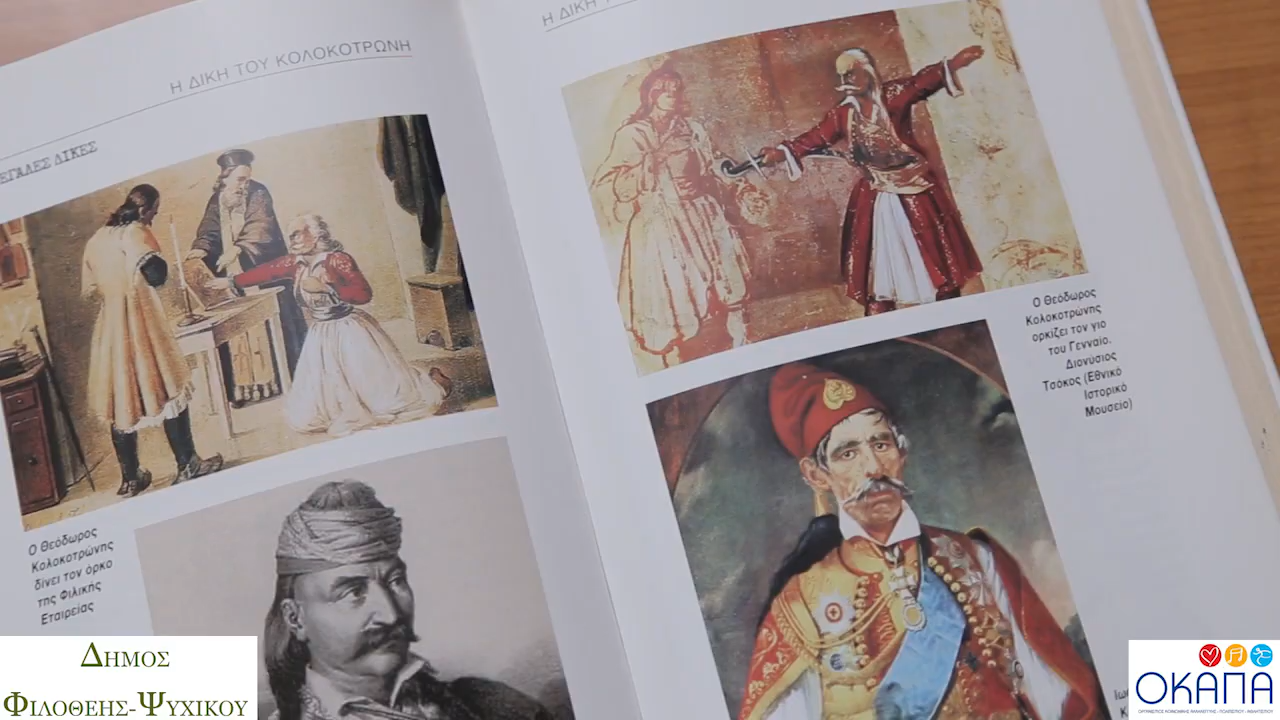 Η ΔΙΚΗ ΤΟΥ ΚΟΛΟΚΟΤΡΩΝΗ
ΕΓΑΛΕΣ ΔΙΚΕΣ
Ο Θεόδωρος
Κολοκοτρώνης
δίνει τον όρκο
της Φιλικής
Εταιρείας
Η ΔΙΚΗ
Ο Θεόδωρος
Κολοκοτρώνης
ορκίζει τον γιο
του Γενναίο.
Διονύσιος
Τσόκος (Εθνικό
Ιστορικό
Μουσείο)
ΔΗΜΟΣ
ΦΙΛΟΘΕΗΣ-ΨΥΧΙΚΟΥ
ΟΚΑΠΑ